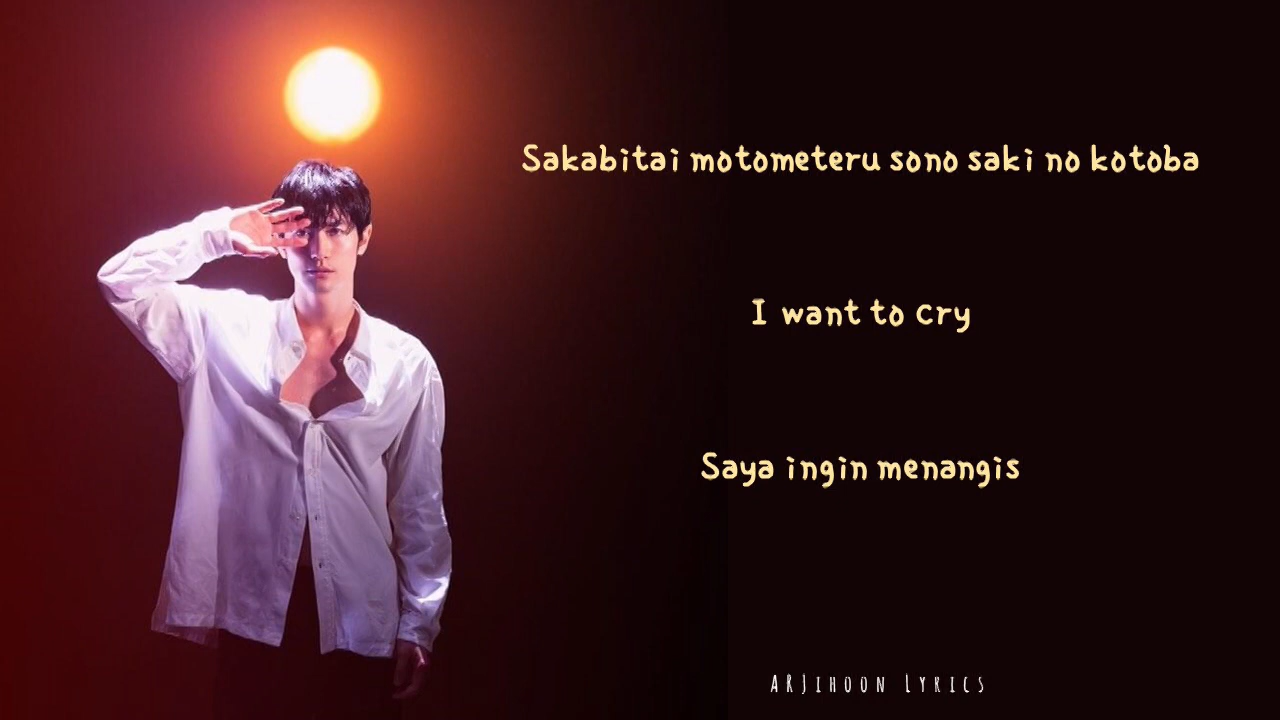 Sakabitai motometeru sono saki no kotoba
I want to cry
Saya ingin menangis
ARJIHOON LYRICS